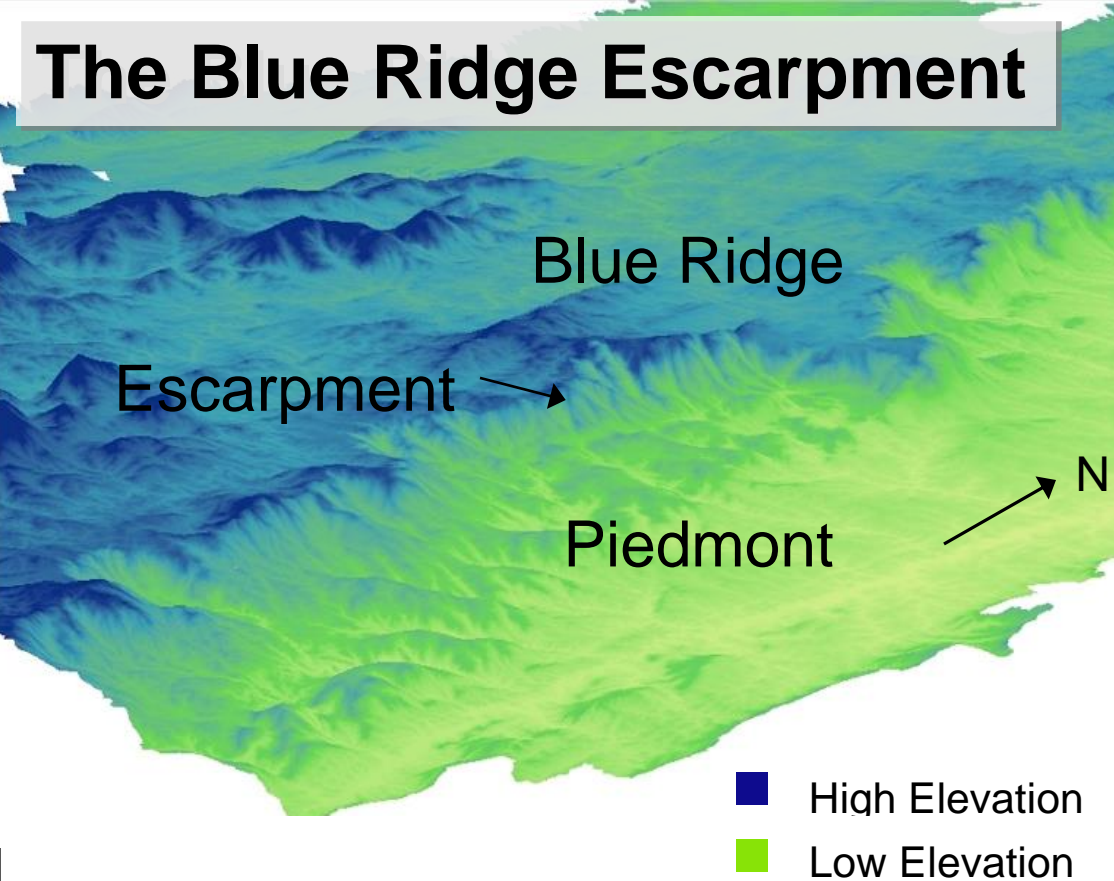 The Blue Ridge Escarpment
Blue Ridge
Escarpment
N
Piedmont
High Elevation
Low Elevation